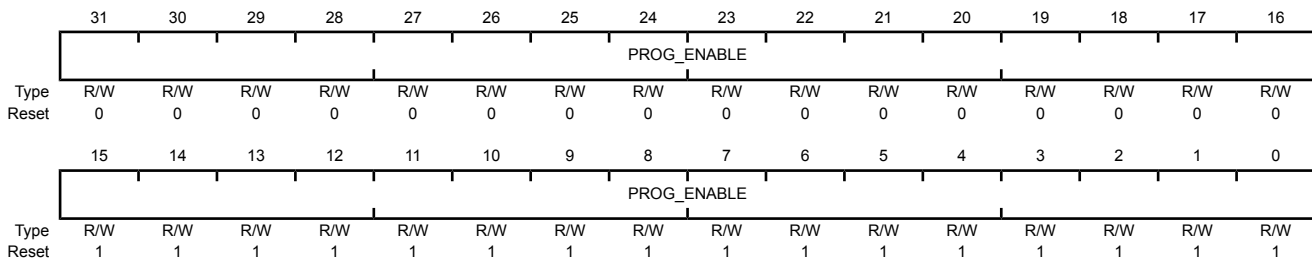 31 30 29 28 27 26 25 24 23 22 21 20 19 18 17 16
PROG_ENABLE
Type R/W R/W R/W R/W R/W R/W R/W R/W R/W R/W R/W R/W R/W R/W R/W R/W
Reset 0 0 0 0 0 0 0 0 0 0 0 0 0 0 0 0
15 14 13 12 11 10 9 8 7 6 5 4 3 2 1 0
PROG_ENABLE
Type R/W R/W R/W R/W R/W R/W R/W R/W R/W R/W R/W R/W R/W R/W R/W R/W
Reset 1 1 1 1 1 1 1 1 1 1 1 1 1 1 1 1